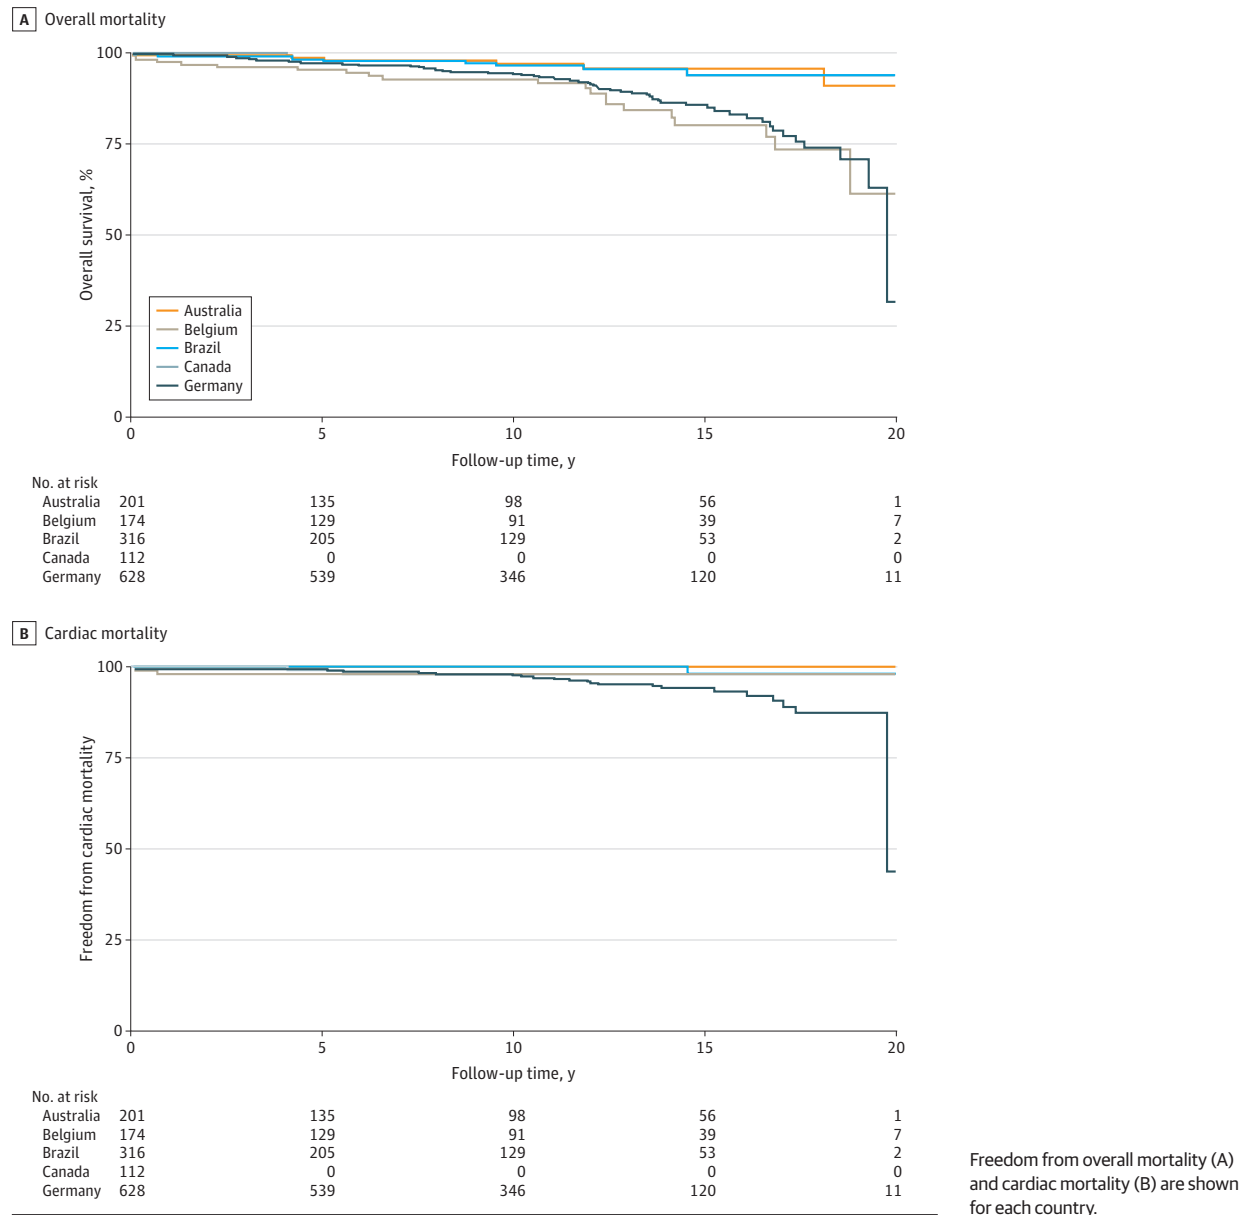 A Overall mortality
100
75
50
25
0
Overall survival, %
Australia
Belgium
Brazil
Canada
Germany
0 5 10 15 20
Follow-up time, y
No. at risk
Australia 201 135 98 56 1
Belgium 174 129 91 39 7
Brazil 316 205 129 53 2
Canada 112 0 0 0 0
Germany 628 539 346 120 11
B Cardiac mortality
100
75
50
25
0
Freedom from cardiac mortality
0 5 10 15 20
Follow-up time, y
No. at risk
Australia 201 135 98 56 1
Belgium 174 129 91 39 7
Brazil 316 205 129 53 2
Canada 112 0 0 0 0
Germany 628 539 346 120 11
Freedom from overall mortality (A)
and cardiac mortality (B) are shown
for each country.